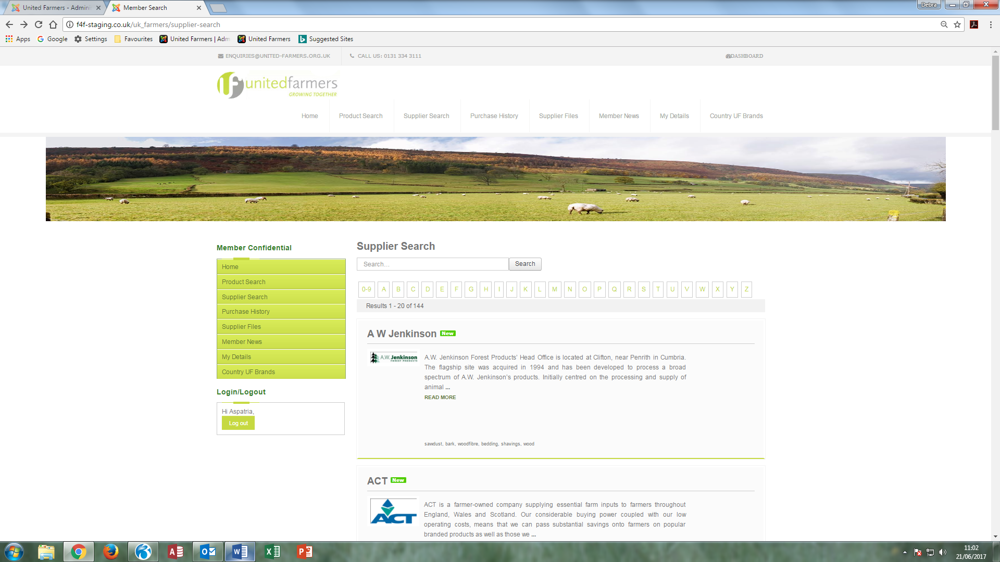 United Farmers - Admini
Member Search
Debra
f4f-staging.co.uk/uk_farmers/supplier-search
Apps
Google
Settings
Favourites
United Farmers | Adm
United Farmers
Suggested Sites
ENQUIRIES@UNITED-FARMERS.ORG.UK
CALL US: 0131 334 3111
DASHBOARD
unitedfarmers
GROWING TOGETHER
Home
Product Search
Supplier Search
Purchase History
Supplier Files
Member News
My Details
Country UF Brands
Member Confidential
Home
Product Search
Supplier Search
Purchase History
Supplier Files
Member News
My Details
Country UF Brands
Login/Logout
Hi Aspatria,
Log out
Supplier Search
Search...
Search
0-9 A B C D E F G H I J K L M N O P Q R S T U V W X Y Z
Results 1 - 20 of 144
A W Jenkinson New
A.W. Jenkinson
FOREST PRODUCTS
A.W. Jenkinson Forest Products' Head Office is located at Clifton, near Penrith in Cumbria.
The flagship site was acquired in 1994 and has been developed to process a broad
spectrum of A.W. Jenkinson's products. Initially centred on the processing and supply of
animal ...
READ MORE
sawdust, bark, woodfibre, bedding, shavings, wood
ACT New
ACT
ACT is a farmer-owned company supplying essential farm inputs to farmers throughout
England, Wales and Scotland. Our considerable buying power coupled with our low
operating costs, means that we can pass substantial savings onto farmers on popular
branded products as well as those we ...
11:02
21/06/2017